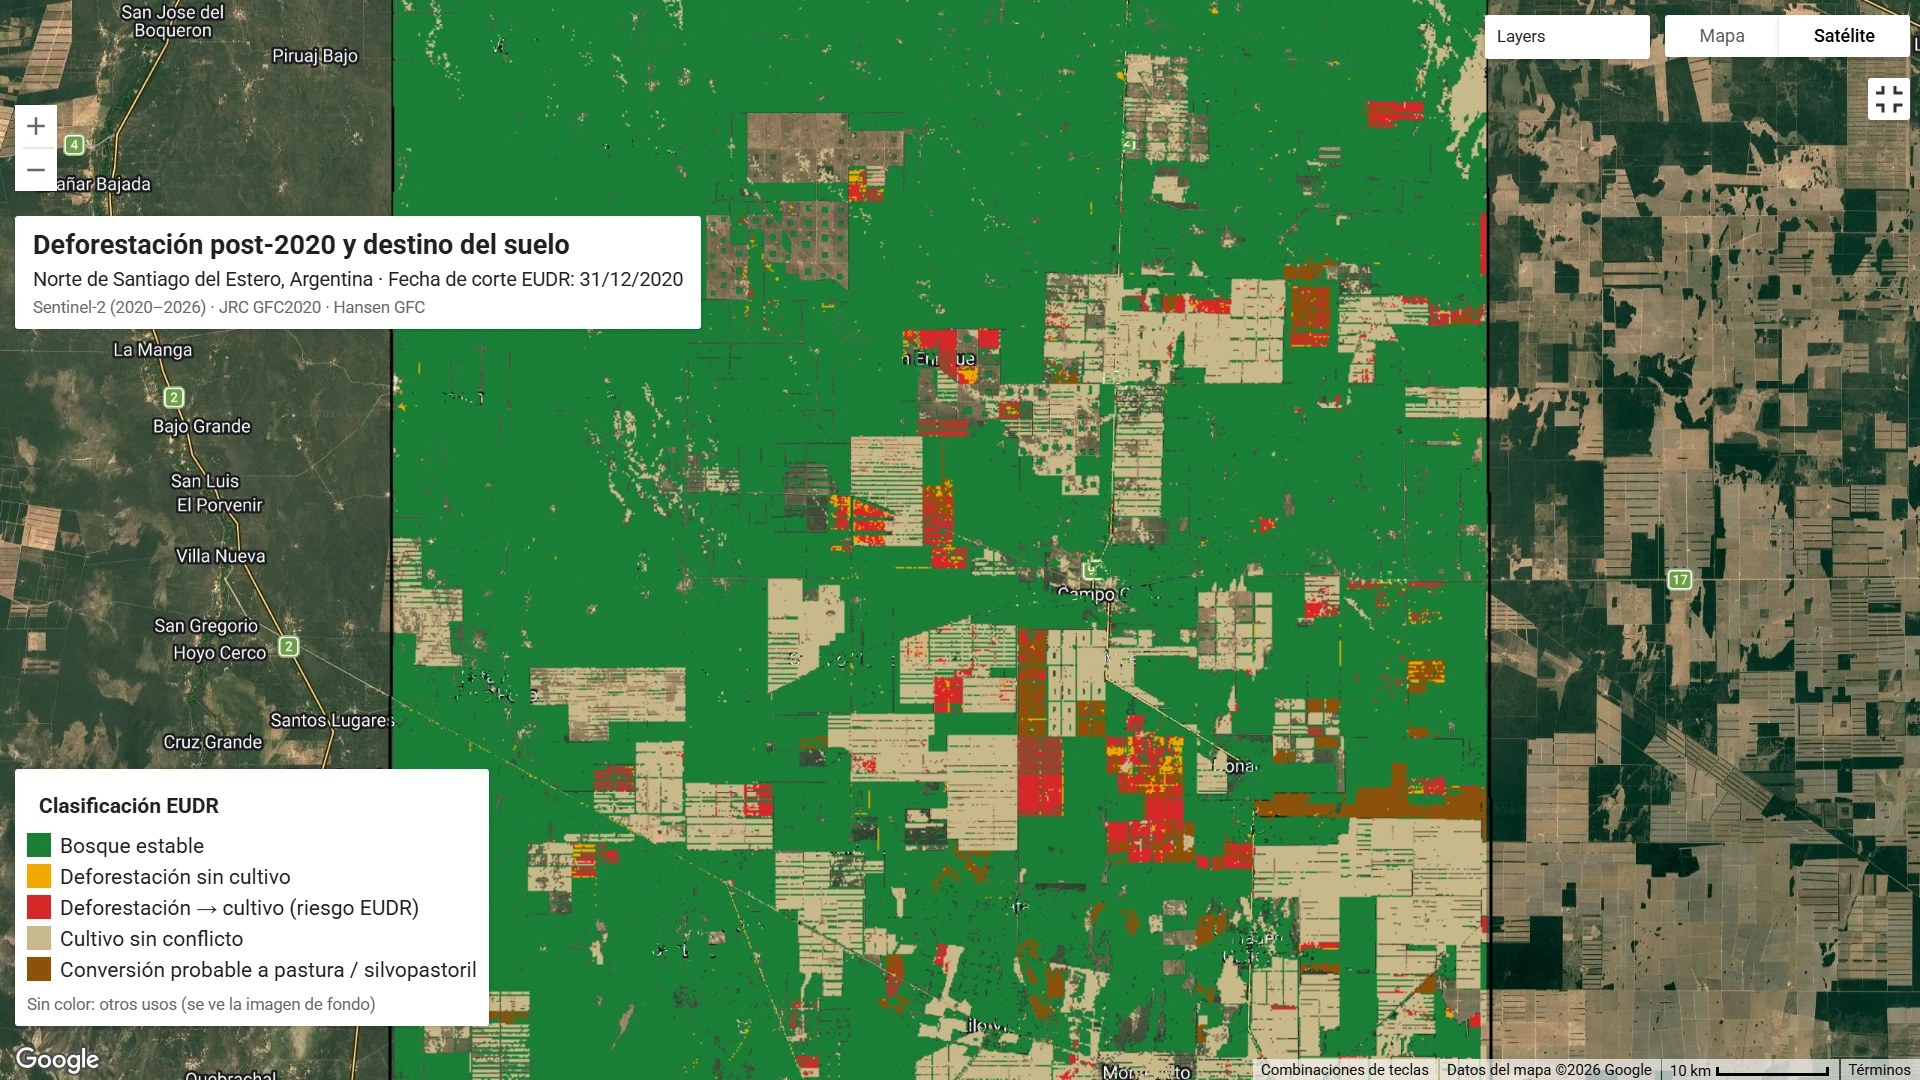 San Jose del
Boqueron
Piruaj Bajo
Layers
Mapa
Satélite
4
añar Bajada
2
Deforestación post-2020 y destino del suelo
Norte de Santiago del Estero, Argentina · Fecha de corte EUDR: 31/12/2020
Sentinel-2 (2020–2026) · JRC GFC2020 · Hansen GFC
La Manga
2
Bajo Grande
San Luis
El Porvenir
Villa Nueva
17
Campo
San Gregorio
Hoyo Cerco
2
Santos Lugares
Cruz Grande
Clasificación EUDR
Bosque estable
Deforestación sin cultivo
Deforestación → cultivo (riesgo EUDR)
Cultivo sin conflicto
Conversión probable a pastura / silvopastoril
Sin color: otros usos (se ve la imagen de fondo)
Google
Combinaciones de teclas
Datos del mapa ©2026 Google
10 km
Términos